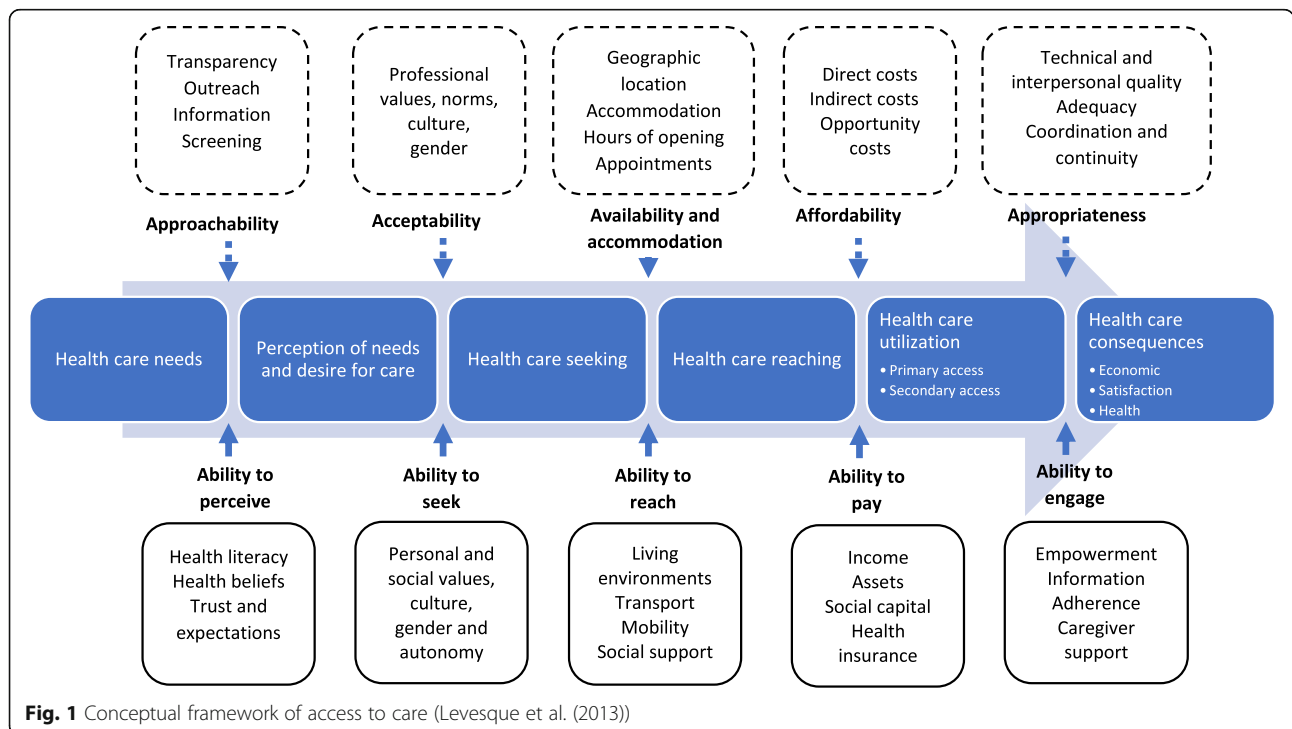 Transparency
Outreach
Information
Screening
Professional
values, norms,
culture,
gender
Geographic
location
Accommodation
Hours of opening
Appointments
Direct costs
Indirect costs
Opportunity
costs
Technical and
interpersonal quality
Adequacy
Coordination and
continuity
Approachability
Acceptability
Availability and
accommodation
Affordability
Appropriateness
Health care needs
Perception of needs
and desire for care
Health care seeking
Health care reaching
Health care
utilization
• Primary access
• Secondary access
Health care
consequences
• Economic
• Satisfaction
• Health
Ability to
perceive
Ability to
seek
Ability to
reach
Ability to
pay
Ability to
engage
Health literacy
Health beliefs
Trust and
expectations
Personal and
social values,
culture,
gender and
autonomy
Living
environments
Transport
Mobility
Social support
Income
Assets
Social capital
Health
insurance
Empowerment
Information
Adherence
Caregiver
support
Fig. 1 Conceptual framework of access to care (Levesque et al. (2013))